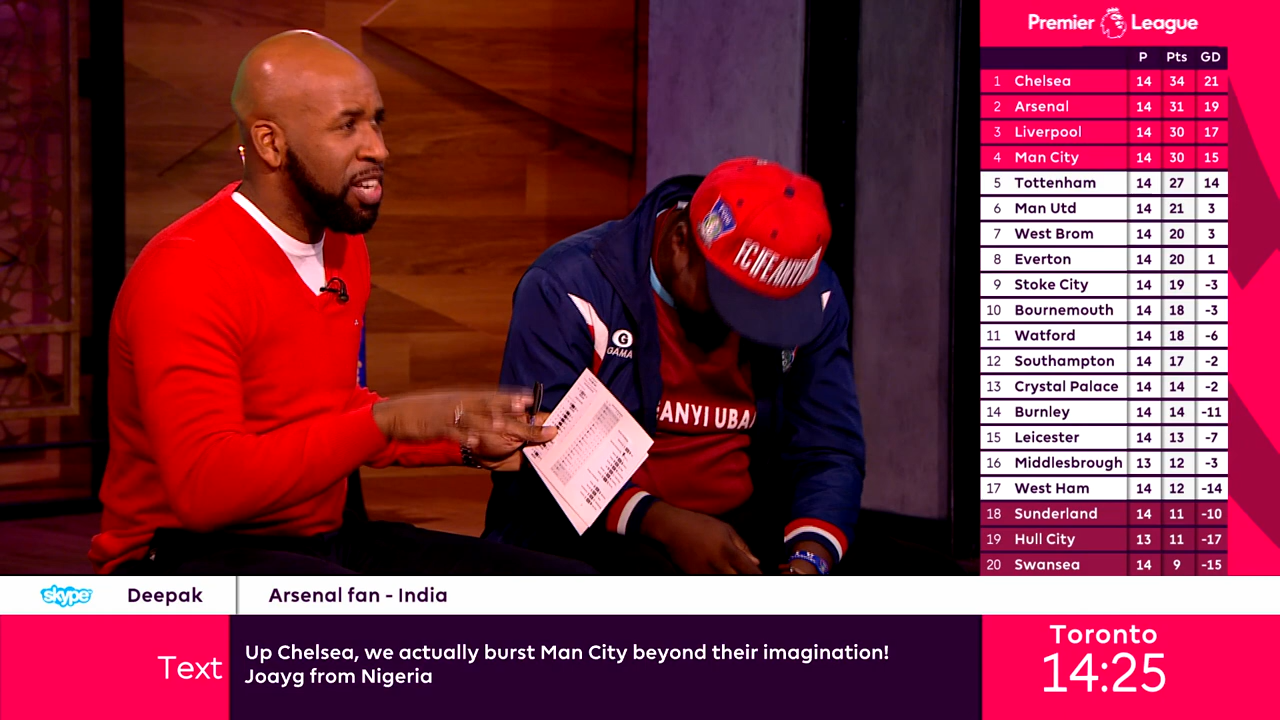 Premier League
P Pts GD
1 Chelsea 14 34 21
2 Arsenal 14 31 19
3 Liverpool 14 30 17
4 Man City 14 30 15
5 Tottenham 14 27 14
6 Man Utd 14 21 3
7 West Brom 14 20 3
8 Everton 14 20 1
9 Stoke City 14 19 -3
10 Bournemouth 14 18 -3
11 Watford 14 18 -6
12 Southampton 14 17 -2
13 Crystal Palace 14 14 -2
14 Burnley 14 14 -11
15 Leicester 14 13 -7
16 Middlesbrough 13 12 -3
17 West Ham 14 12 -14
18 Sunderland 14 11 -10
19 Hull City 13 11 -17
20 Swansea 14 9 -15
G
GAMA
EANYI UBA
skype Deepak Arsenal fan - India
Text
Up Chelsea, we actually burst Man City beyond their imagination!
Joayg from Nigeria
Toronto
14:25